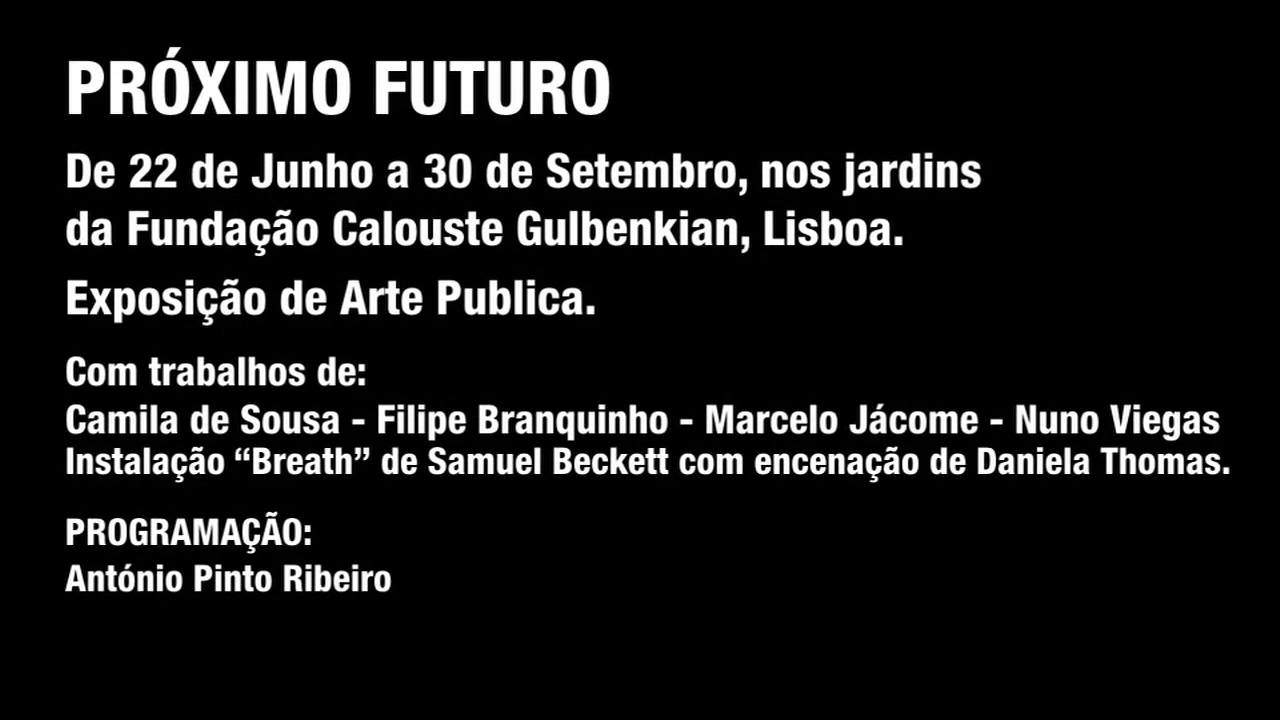 PRÓXIMO FUTURO
De 22 de Junho a 30 de Setembro, nos jardins
da Fundação Calouste Gulbenkian, Lisboa.
Exposição de Arte Publica.
Com trabalhos de:
Camila de Sousa - Filipe Branquinho - Marcelo Jácome - Nuno Viegas
Instalação “Breath” de Samuel Beckett com encenação de Daniela Thomas.
PROGRAMAÇÃO:
António Pinto Ribeiro